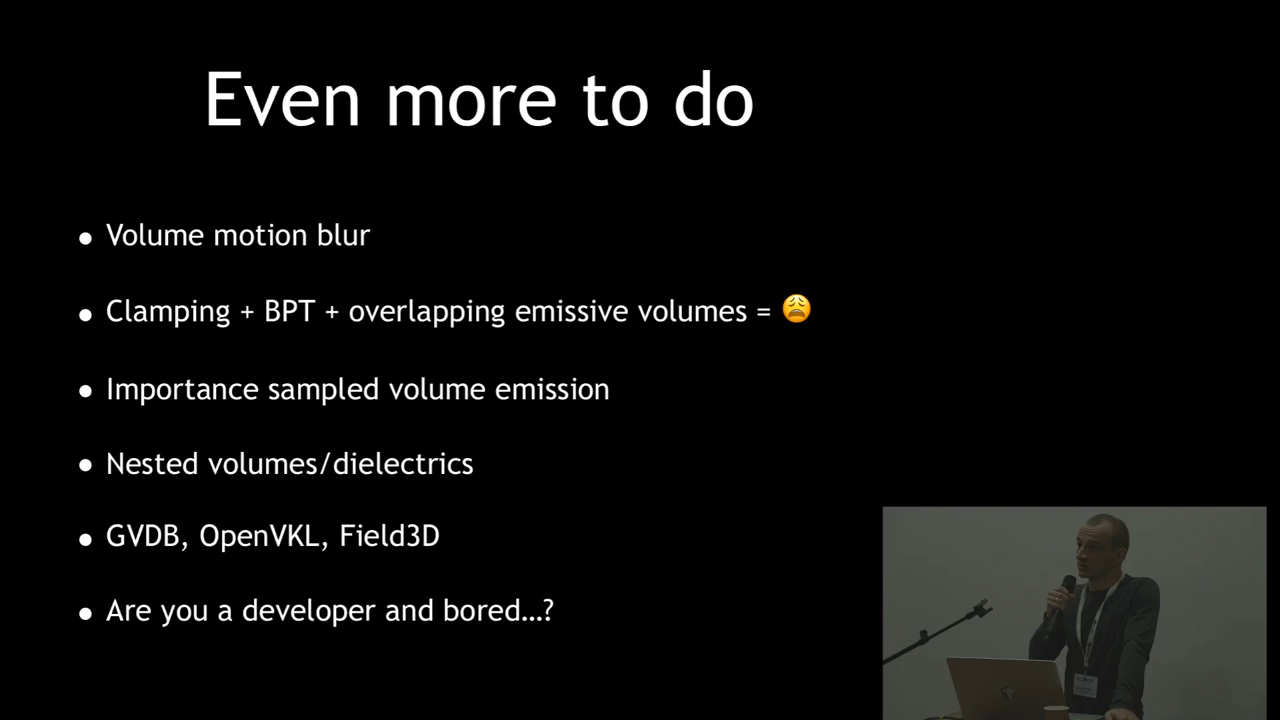 Even more to do
• Volume motion blur
• Clamping + BPT + overlapping emissive volumes = 😩
• Importance sampled volume emission
• Nested volumes/dielectrics
• GVDB, OpenVKL, Field3D
• Are you a developer and bored…?